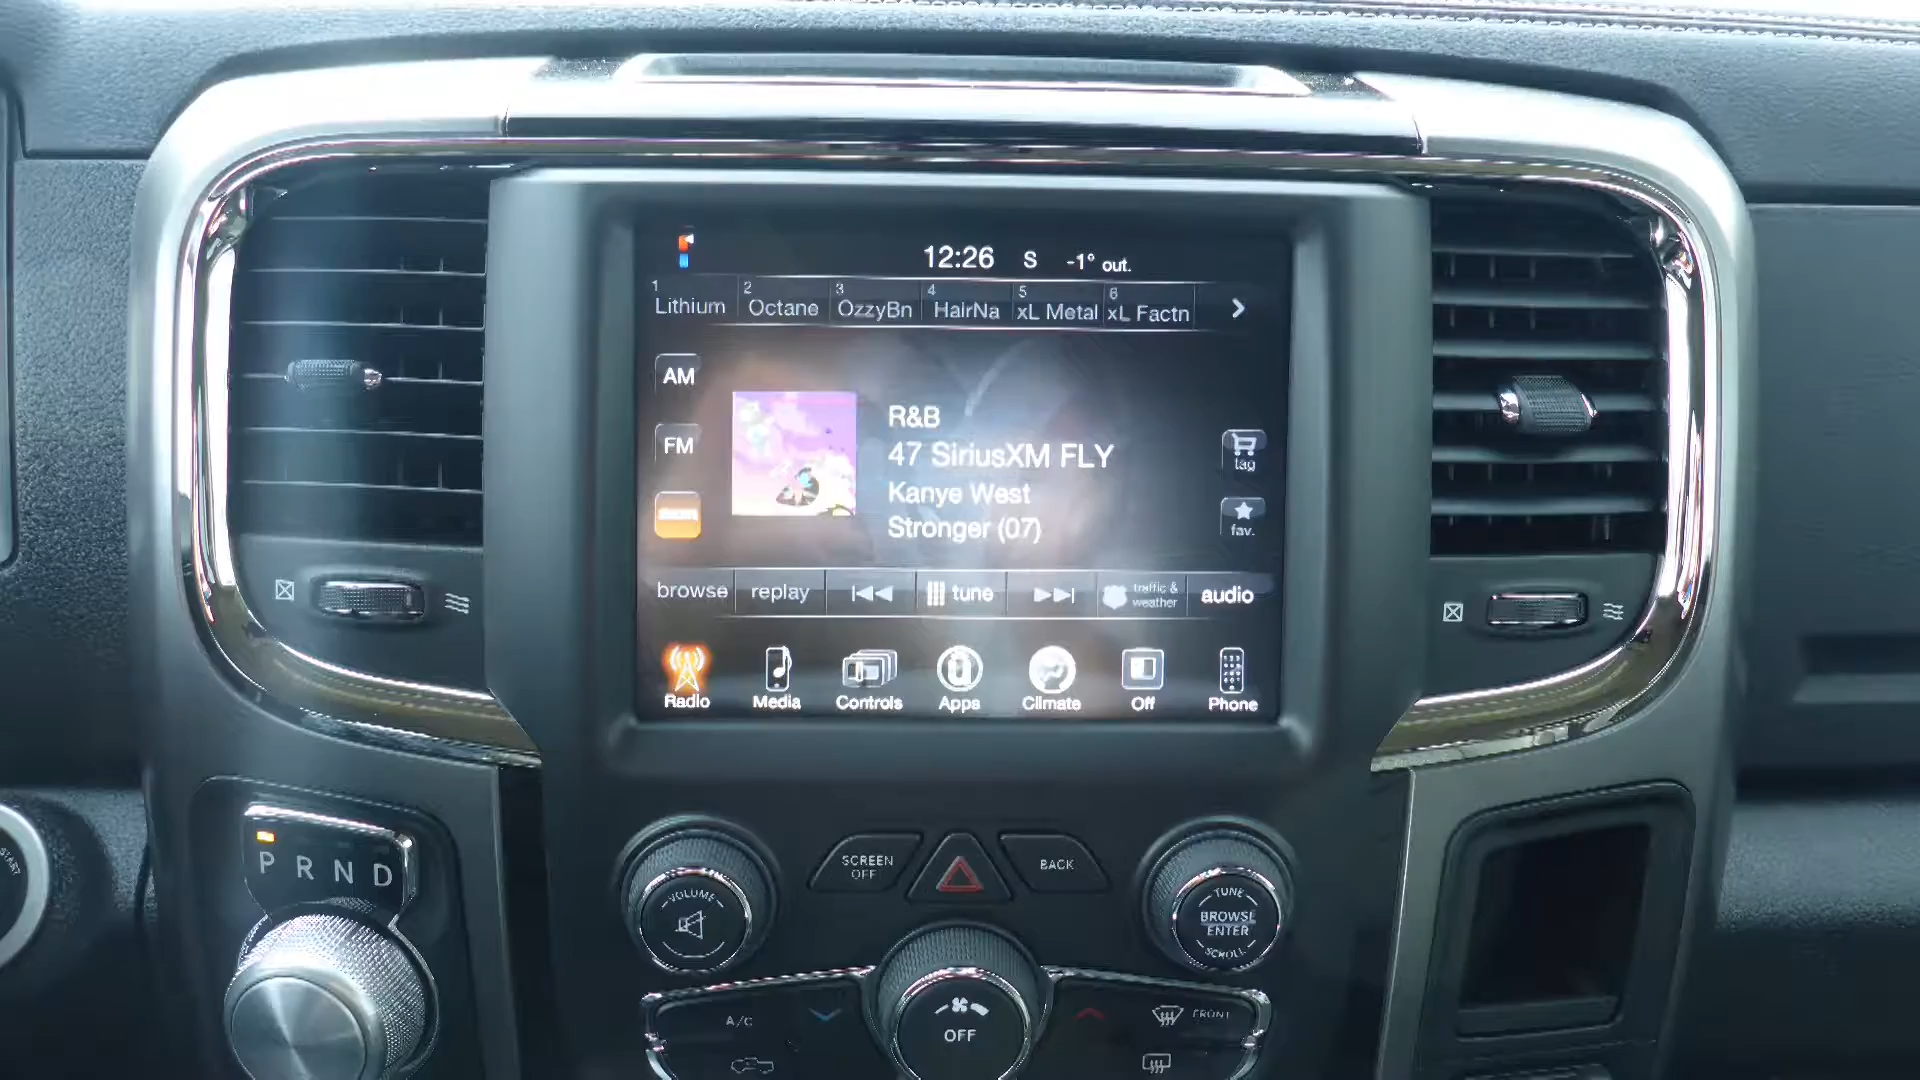 12:26 S -1° out.
1 Lithium 2 Octane 3 OzzyBn 4 HairNa 5 xL Metal 6 xL Factn
AM
FM
R&B
47 SiriusXM FLY
Kanye West
Stronger (07)
tag
fav.
browse replay tune traffic & weather audio
Radio Media Controls Apps Climate Off Phone
START
P R N D
VOLUME
SCREEN OFF
BACK
TUNE
BROWSE
ENTER
SCROLL
A/C
OFF
FRONT